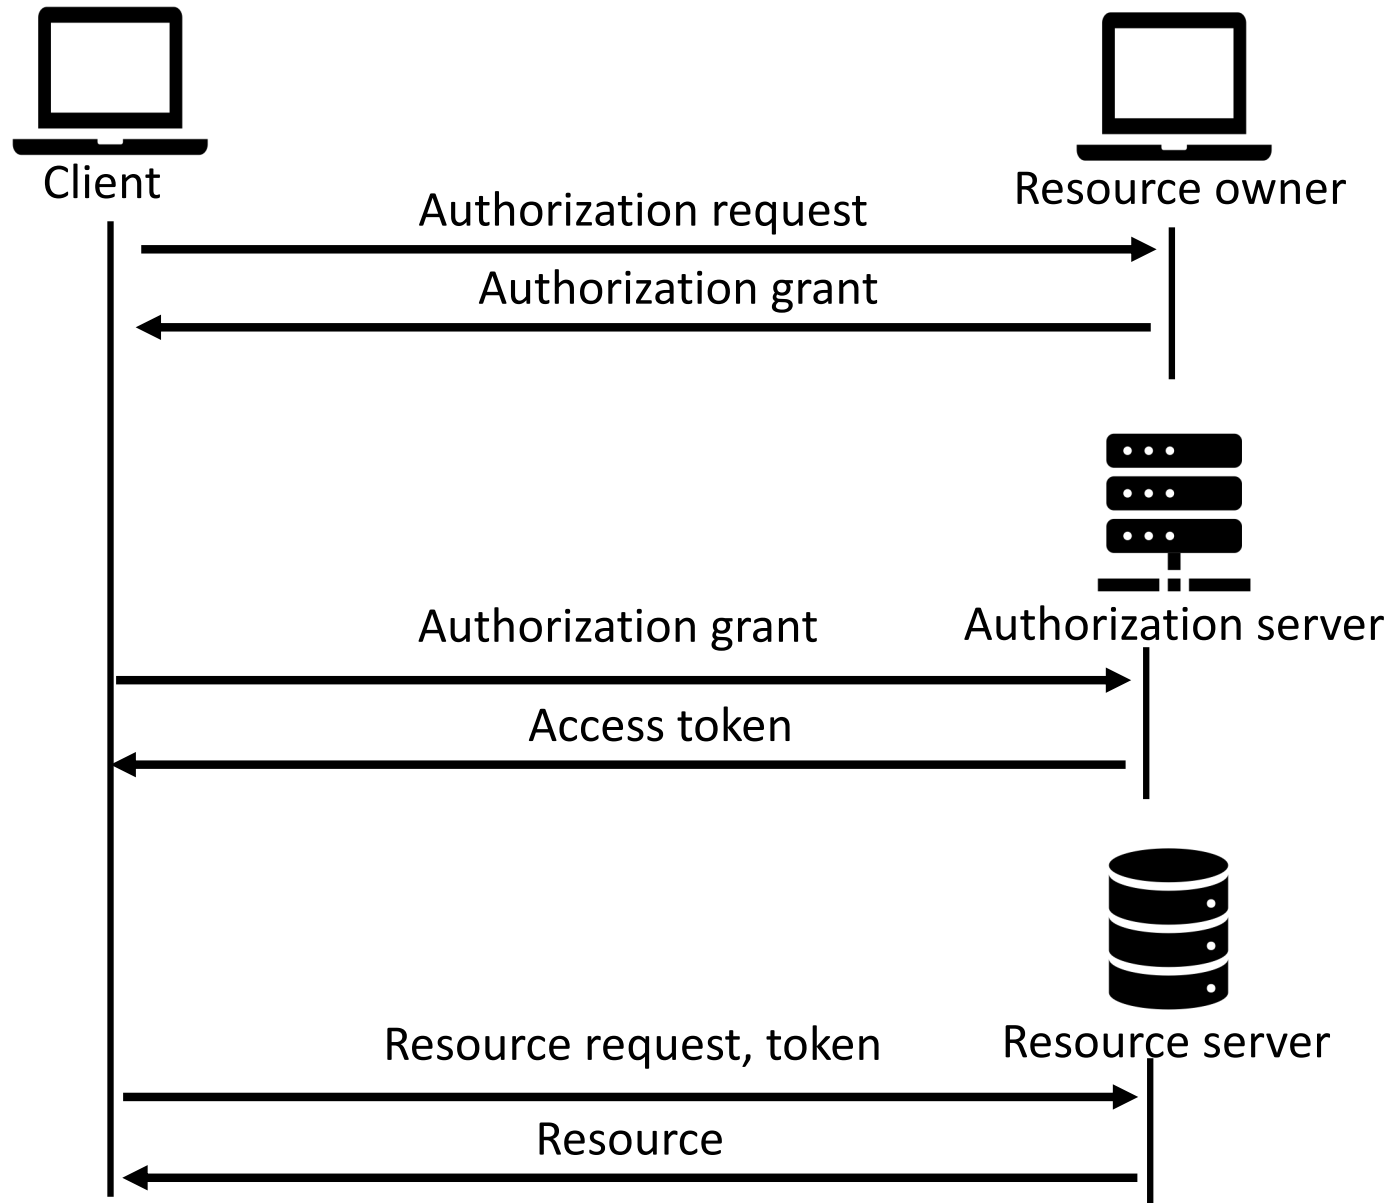 Client
Resource owner
Authorization request
Authorization grant
Authorization grant
Authorization server
Access token
Resource request, token
Resource server
Resource